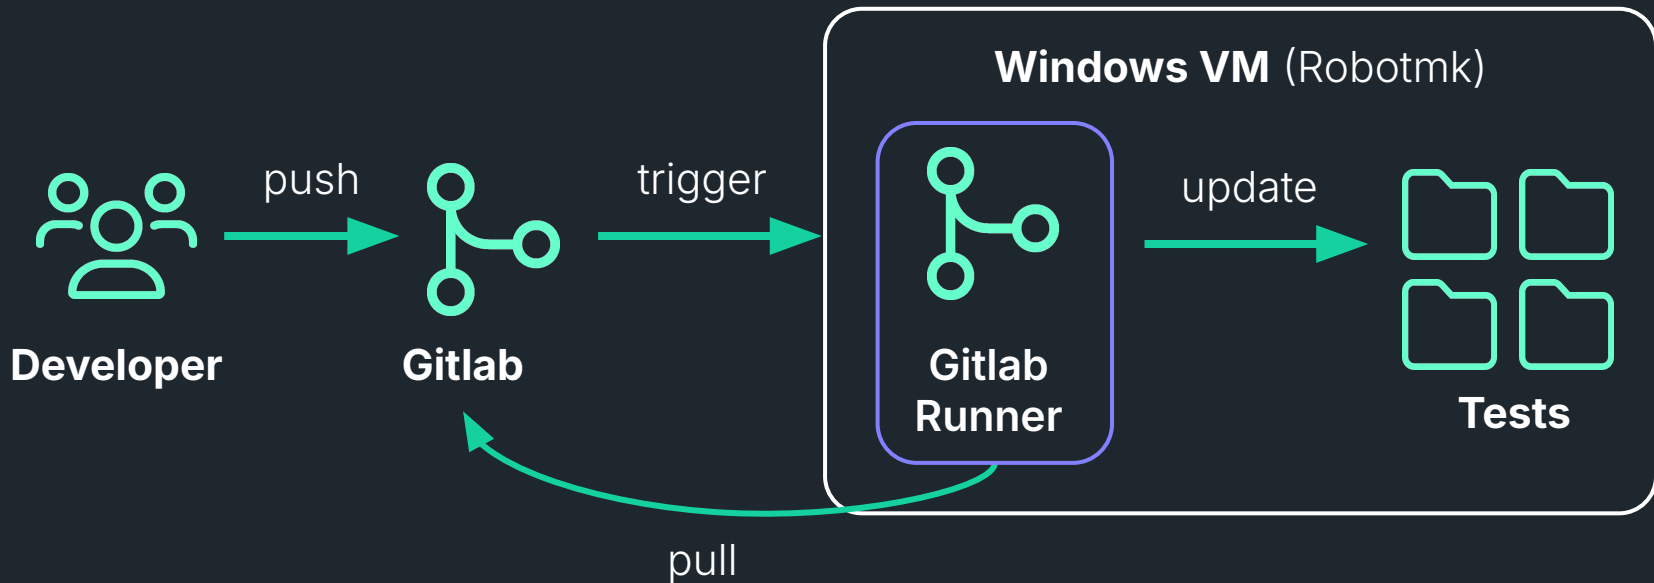 Windows VM (Robotmk)
push
trigger
update
Developer
Gitlab
Gitlab
Runner
Tests
pull